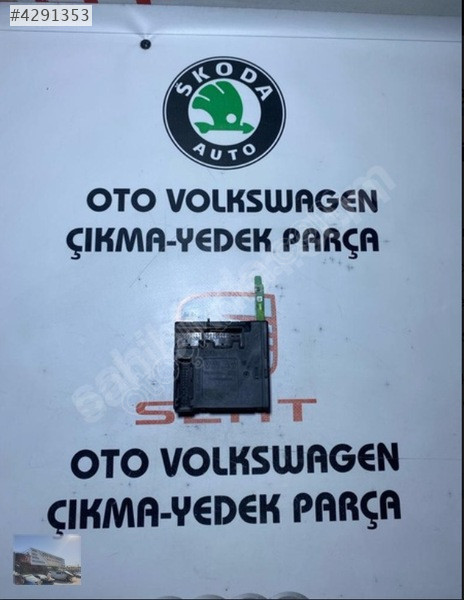 #4291353
ŠKODA
AUTO
OTO VOLKSWAGEN
ÇIKMA-YEDEK PARÇA
SEAT
OTO VOLKSWAGEN
ÇIKMA-YEDEK PARÇA